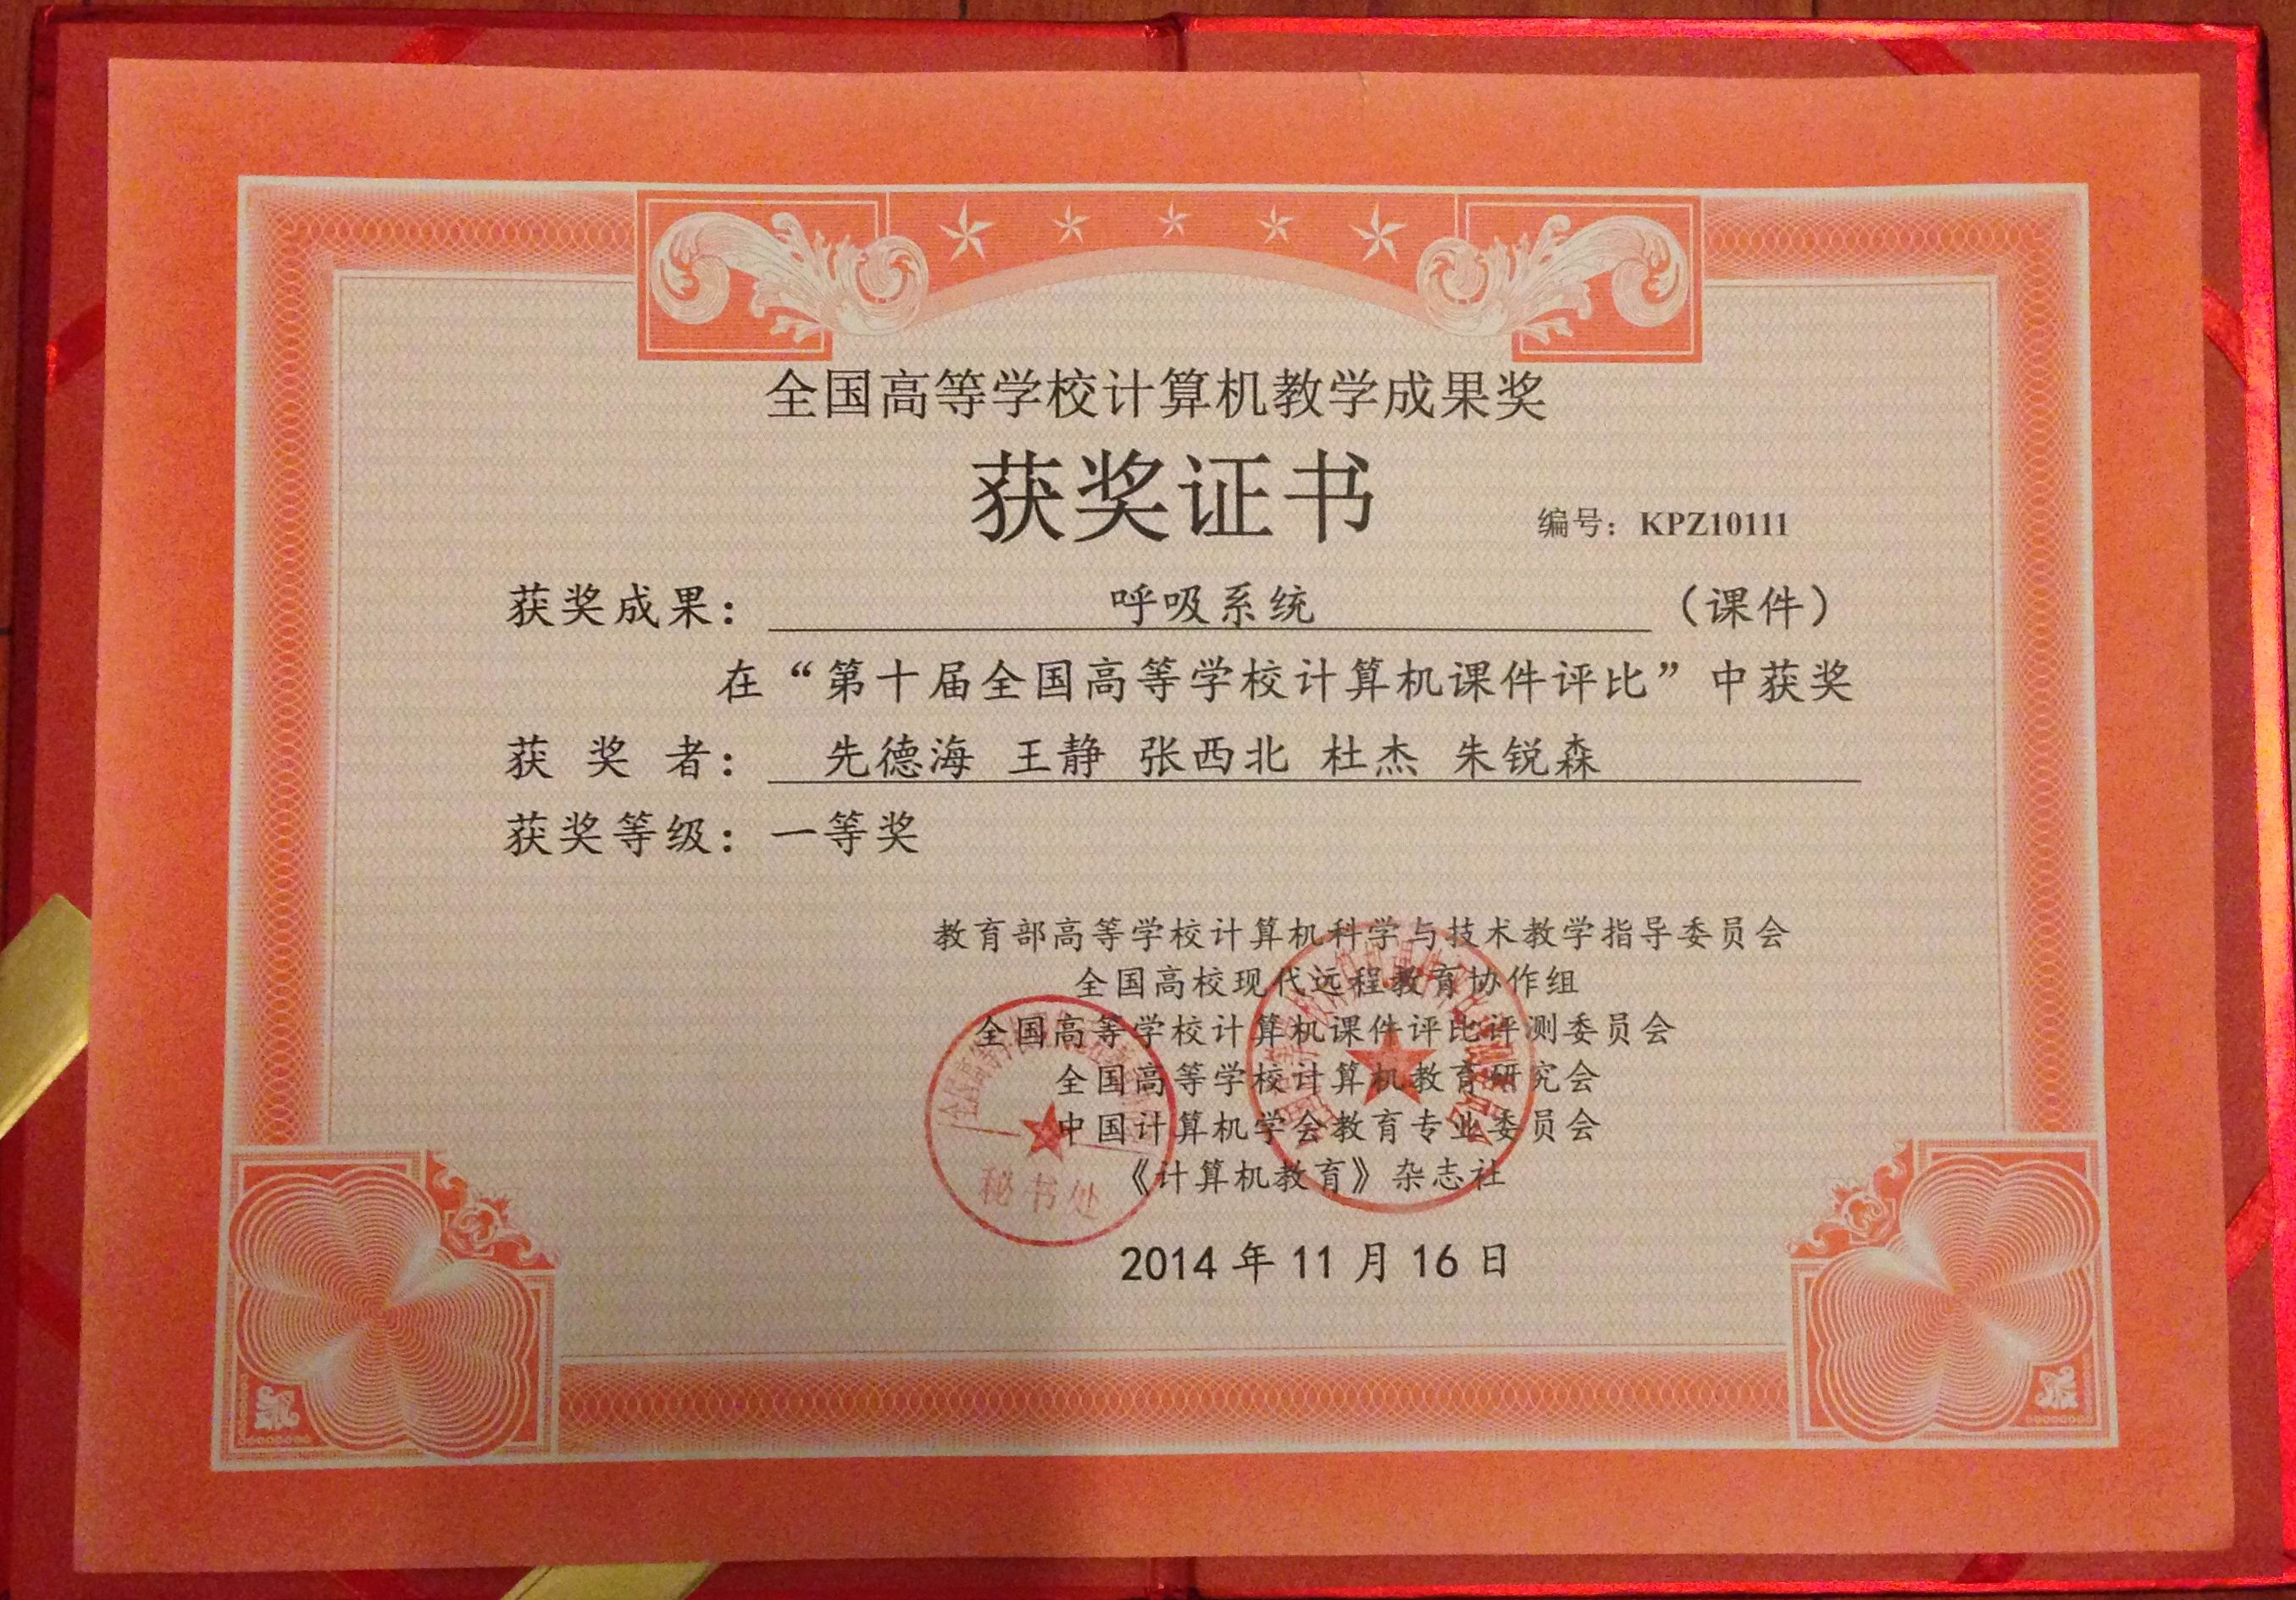 全国高等学校计算机教学成果奖
获奖证书
编号：KPZ10111
获奖成果：呼吸系统（课件）
在“第十届全国高等学校计算机课件评比”中获奖
获奖者：先德海 王静 张西北 杜杰 朱锐森
获奖等级：一等奖
教育部高等学校计算机科学与技术教学指导委员会
全国高校现代远程教育协作组
全国高等学校计算机课件评比评测委员会
全国高等学校计算机教育研究会
中国计算机学会教育专业委员会
《计算机教育》杂志社
秘书处
2014 年 11 月 16 日